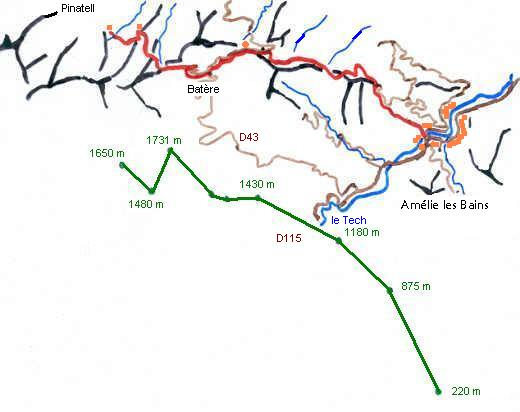 Pinatell
Batère
D43
1731 m
1650 m
1480 m
1430 m
Amélie les Bains
le Tech
1180 m
D115
875 m
220 m